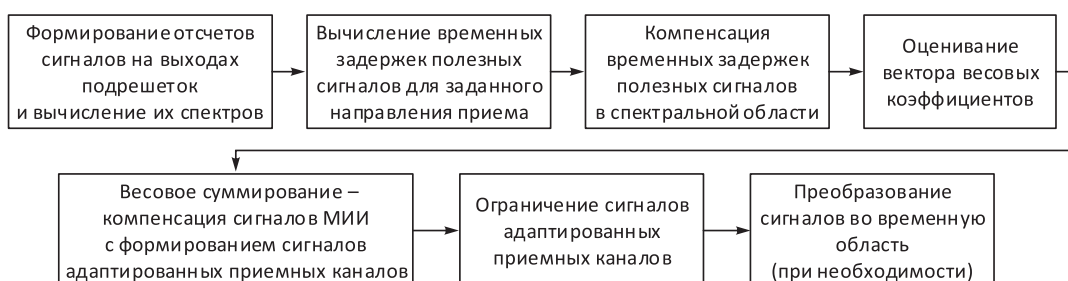 Формирование отсчетов
сигналов на выходах
подрешеток
и вычисление их спектров
Вычисление временных
задержек полезных
сигналов для заданного
направления приема
Компенсация
временных задержек
полезных сигналов
в спектральной области
Оценивание
вектора весовых
коэффициентов
Весовое суммирование –
компенсация сигналов МИИ
с формированием сигналов
адаптированных приемных каналов
Ограничение сигналов
адаптированных
приемных каналов
Преобразование
сигналов во временную
область
(при необходимости)